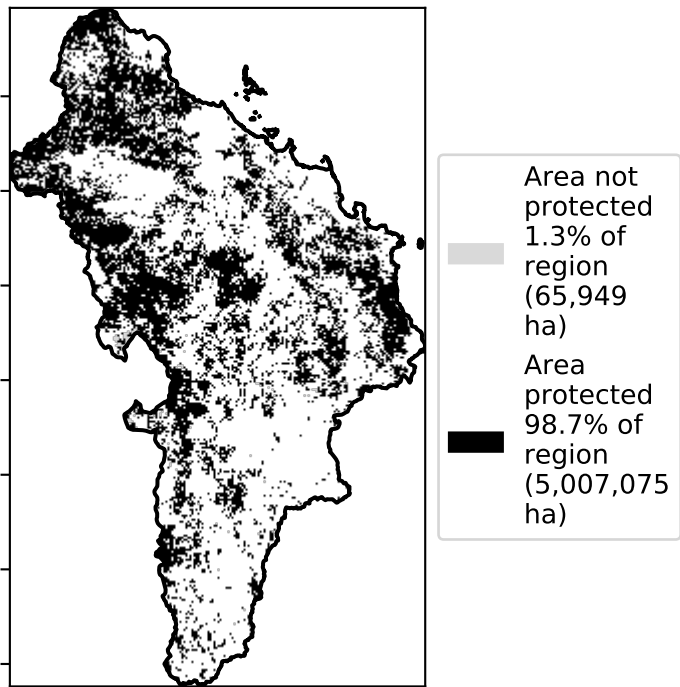 Area not
protected
1.3% of
region
(65,949
ha)
Area
protected
98.7% of
region
(5,007,075
ha)